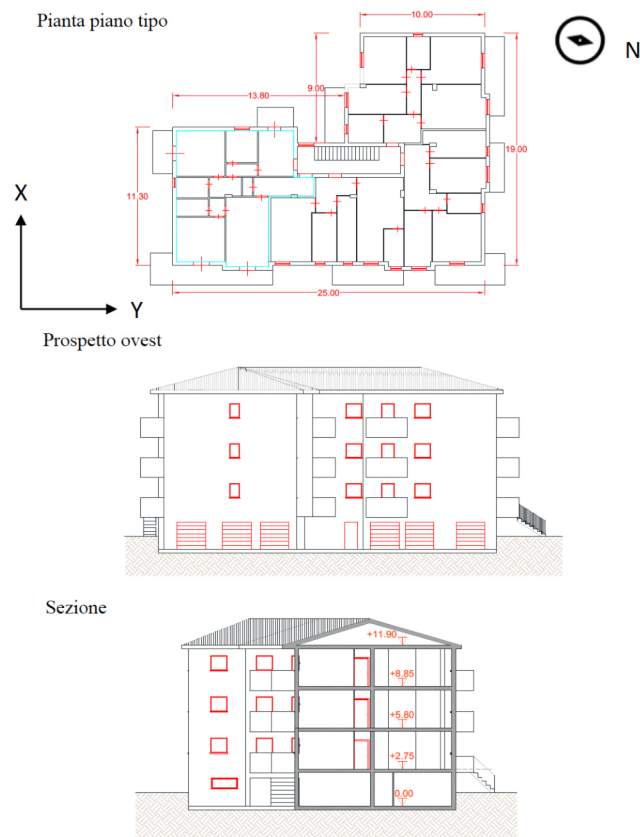 Pianta piano tipo
N
10.00
13.80
9.00
19.00
11.30
X
Y
25.00
Prospetto ovest
Sezione
+11.90
+8.85
+5.80
+2.75
0.00